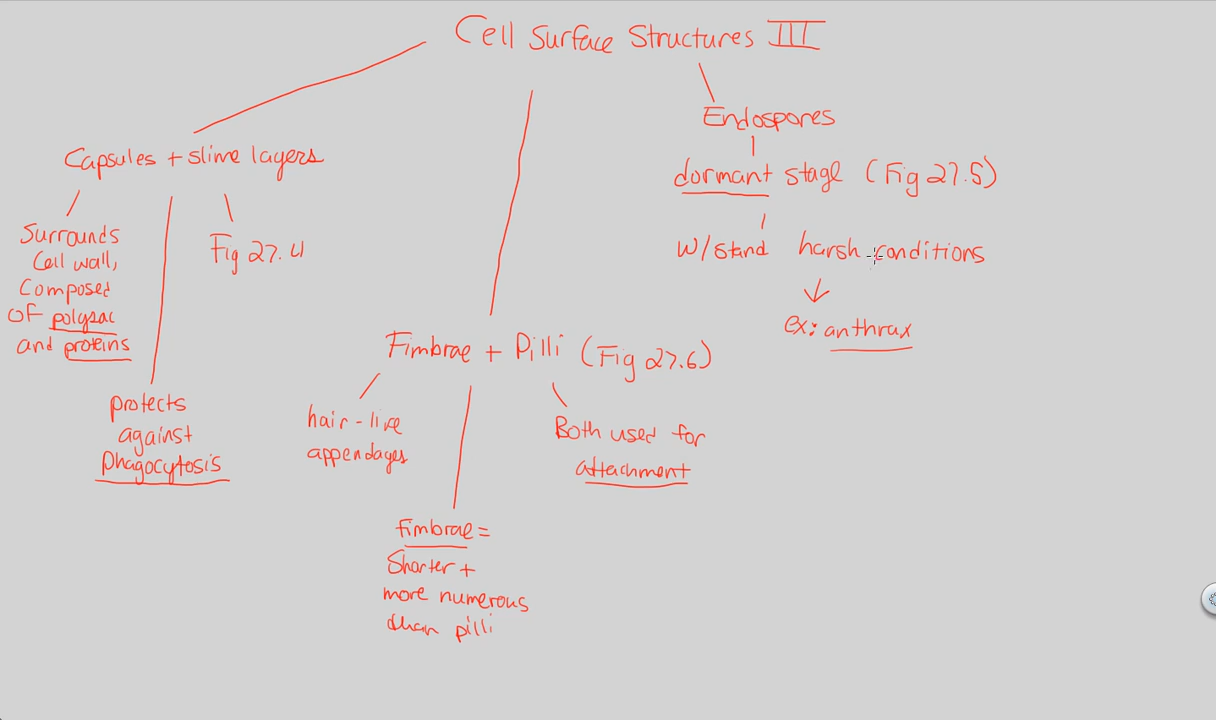 Cell Surface Structures III
Capsules + slime layers
Surrounds
Cell wall,
Composed
of polysac
and proteins
protects
against
Phagocytosis
Fig 27.4
Fimbrae + Pilli (Fig 27.6)
hair-like
appendages
Fimbrae =
Shorter +
more numerous
than pilli
Both used for
attachment
Endospores
dormant stage (Fig 27.5)
w/stand harsh conditions
ex: anthrax